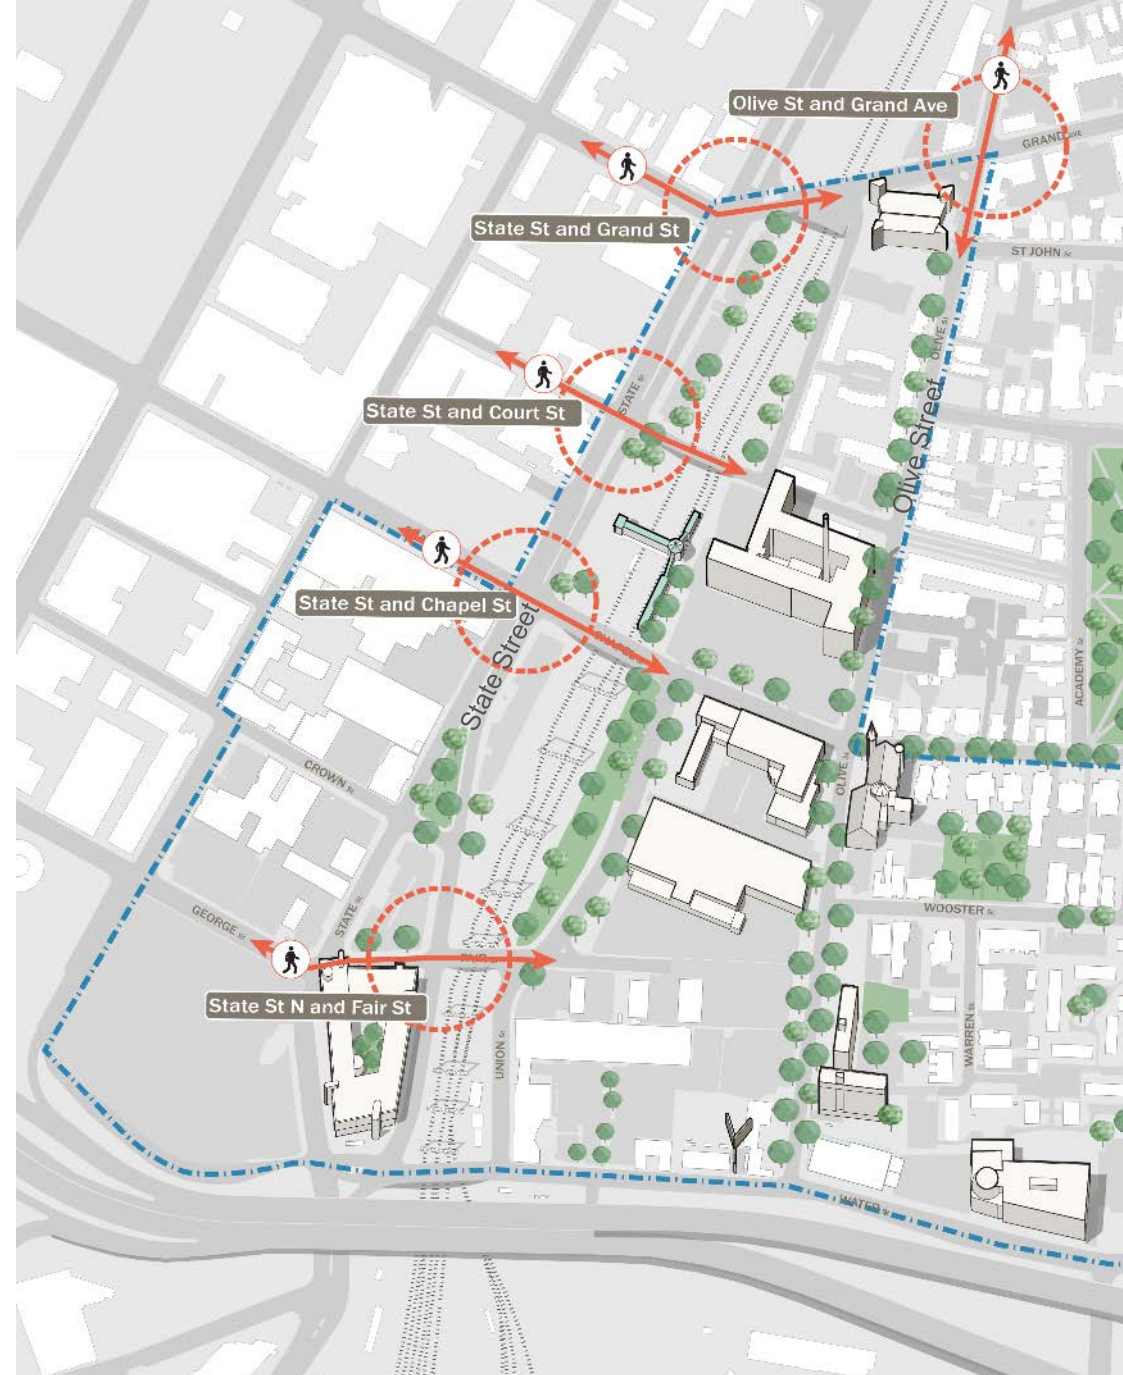 Olive St and Grand Ave
GRAND AVE
State St and Grand St
ST JOHN St
OLIVE St
STATE St
State St and Court St
Olive Street
State St and Chapel St
State Street
ACADEMY St
CROWN St
OLIVE St
GEORGE St
STATE St
WOOSTER St
State St N and Fair St
UNION St
WARREN St
WATER St